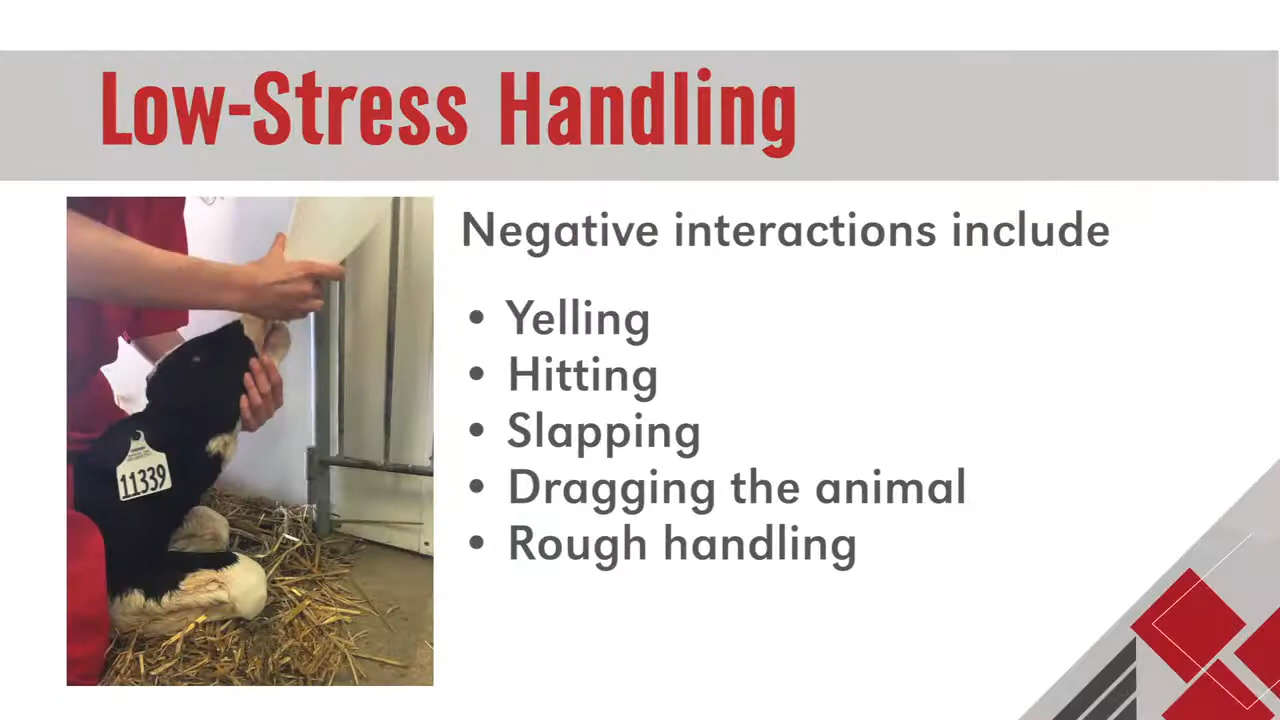 Low-Stress Handling
Negative interactions include
• Yelling
• Hitting
• Slapping
• Dragging the animal
• Rough handling
11339